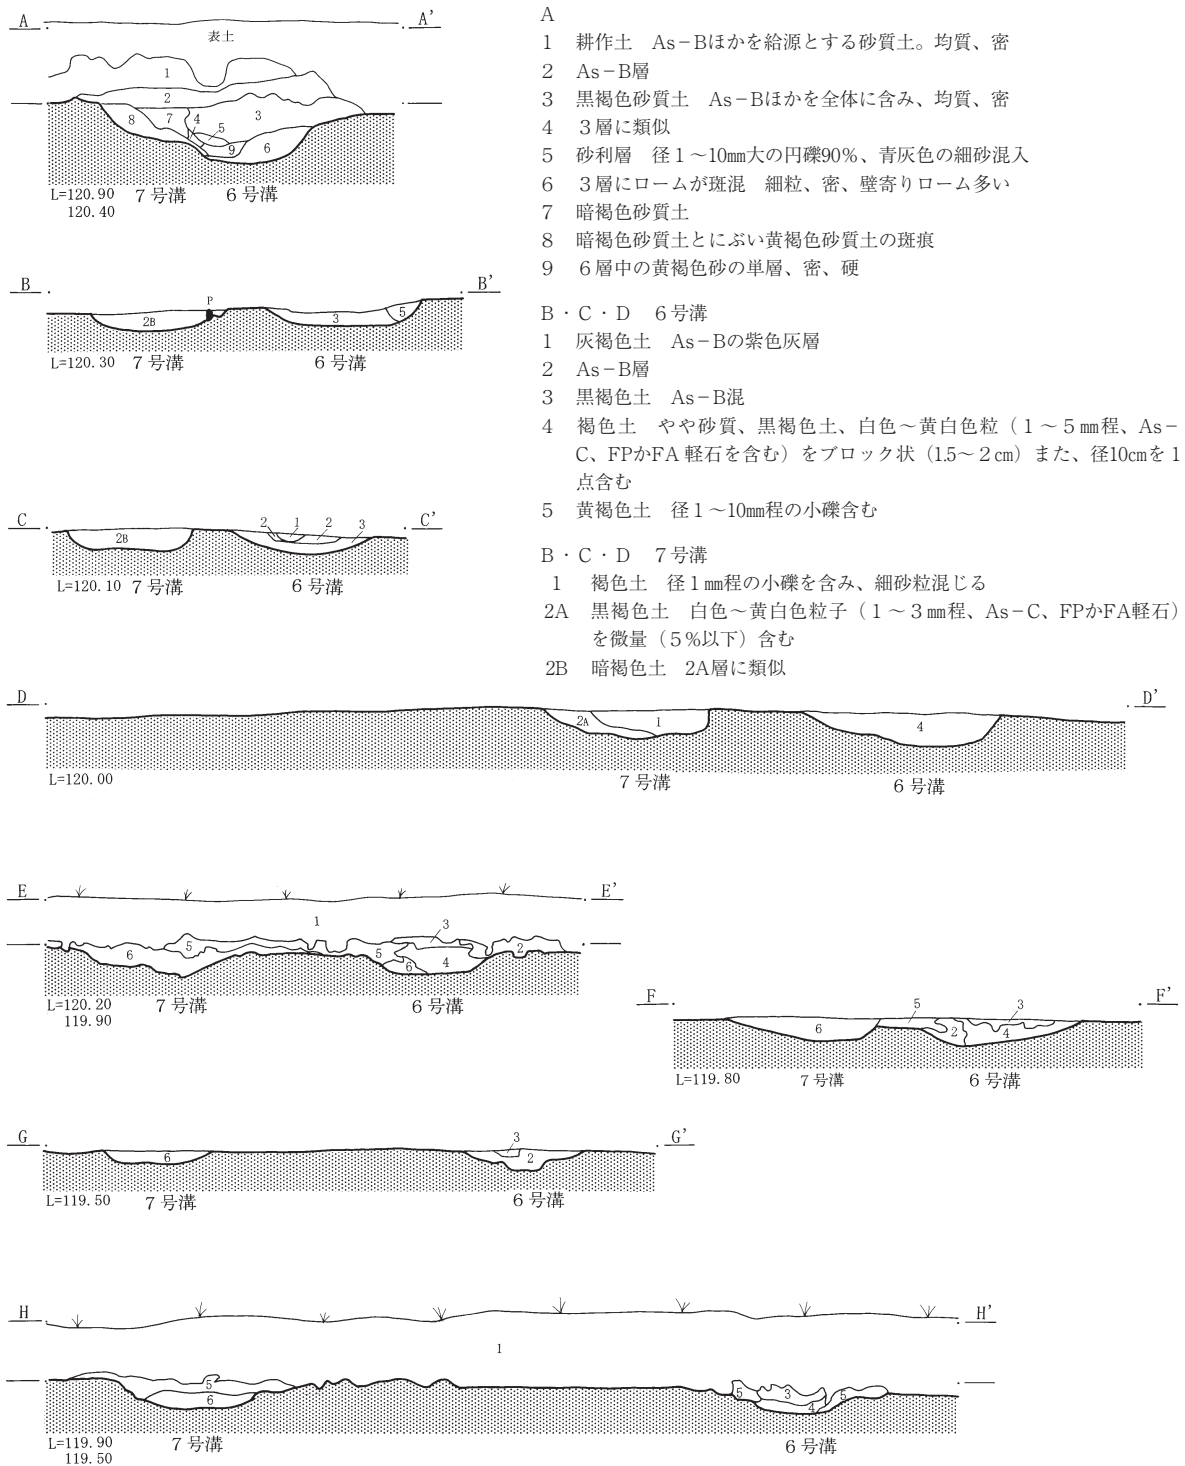 A
A'
表土
1
2
3
8
7
4
5
9
6
L=120.90 7号溝 6号溝
120.40
A
1 耕作土 As-Bほかを給源とする砂質土。均質、密
2 As-B層
3 黒褐色砂質土 As-Bほかを全体に含み、均質、密
4 3層に類似
5 砂利層 径1~10㎜大の円礫90%、青灰色の細砂混入
6 3層にロームが斑混 細粒、密、壁寄りローム多い
7 暗褐色砂質土
8 暗褐色砂質土とにぶい黄褐色砂質土の斑痕
9 6層中の黄褐色砂の単層、密、硬
B・C・D 6号溝
1 灰褐色土 As-Bの紫色灰層
2 As-B層
3 黒褐色土 As-B混
4 褐色土 やや砂質、黒褐色土、白色~黄白色粒(1~5㎜程、As-
C、FPかFA 軽石を含む)をブロック状(1.5~2㎝)また、径10㎝を1
点含む
5 黄褐色土 径1~10㎜程の小礫含む
B・C・D 7号溝
1 褐色土 径1㎜程の小礫を含み、細砂粒混じる
2A 黒褐色土 白色~黄白色粒子(1~3㎜程、As-C、FPかFA軽石)
を微量(5%以下)含む
2B 暗褐色土 2A層に類似
B
B'
P
2B
3
5
L=120.30 7号溝 6号溝
C
C'
2B
2
1
2
3
L=120.10 7号溝 6号溝
D
D'
2A
1
4
L=120.00
7号溝
6号溝
E
E'
1
6
5
5
3
6
4
2
L=120.20 7号溝 6号溝
119.90
F
F'
6
5
2
4
3
L=119.80 7号溝 6号溝
G
G'
6
3
2
L=119.50 7号溝 6号溝
H
H'
1
5
6
5
3
4
5
L=119.90 7号溝 6号溝
119.50